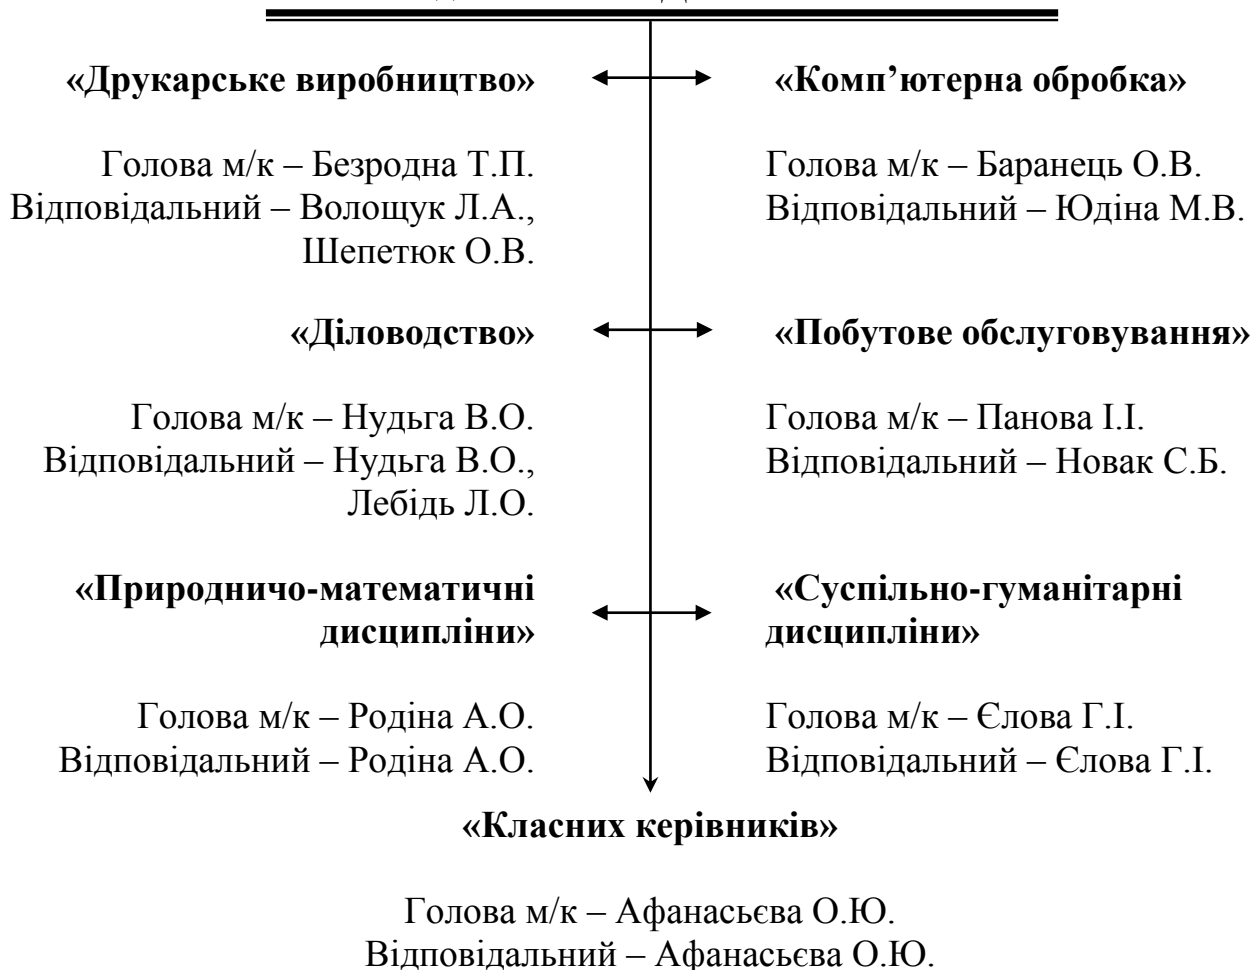 «Друкарське виробництво»
Голова м/к – Безродна Т.П.
Відповідальний – Волощук Л.А.,
Шепетюк О.В.
«Комп’ютерна обробка»
Голова м/к – Баранець О.В.
Відповідальний – Юдіна М.В.
«Діловодство»
Голова м/к – Нудьга В.О.
Відповідальний – Нудьга В.О.,
Лебідь Л.О.
«Побутове обслуговування»
Голова м/к – Панова І.І.
Відповідальний – Новак С.Б.
«Природничо-математичні
дисципліни»
Голова м/к – Родіна А.О.
Відповідальний – Родіна А.О.
«Суспільно-гуманітарні
дисципліни»
Голова м/к – Єлова Г.І.
Відповідальний – Єлова Г.І.
«Класних керівників»
Голова м/к – Афанасьєва О.Ю.
Відповідальний – Афанасьєва О.Ю.